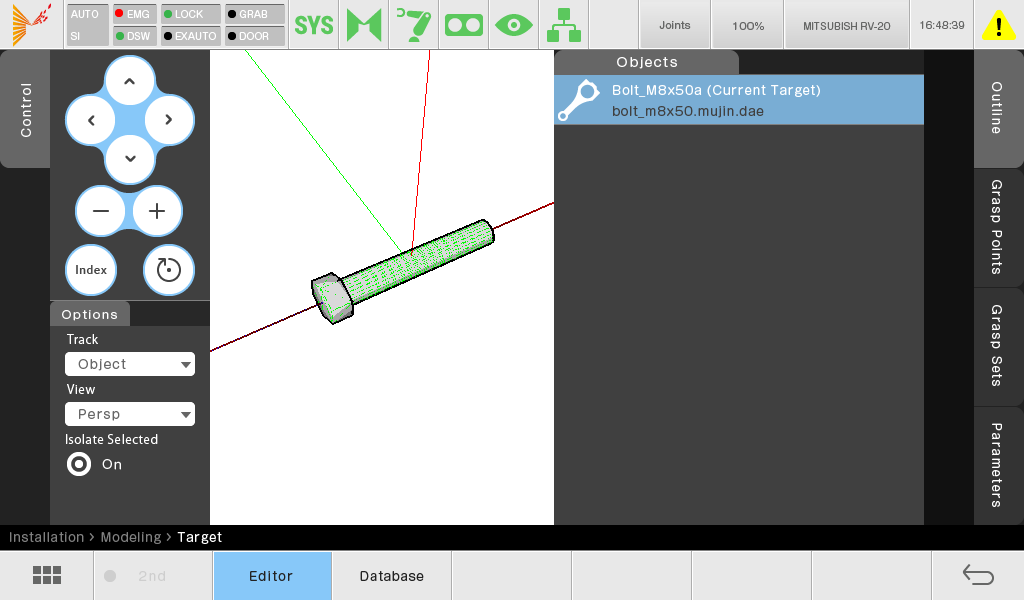 AUTO
SI
EMG
DSW
LOCK
EXAUTO
GRAB
DOOR
SYS
Joints
100%
MITSUBISH RV-20
16:48:39
Control
Index
Options
Track
Object
View
Persp
Isolate Selected
On
Objects
Bolt_M8x50a (Current Target)
bolt_m8x50.mujin.dae
Outline
Grasp Points
Grasp Sets
Parameters
Installation > Modeling > Target
2nd
Editor
Database